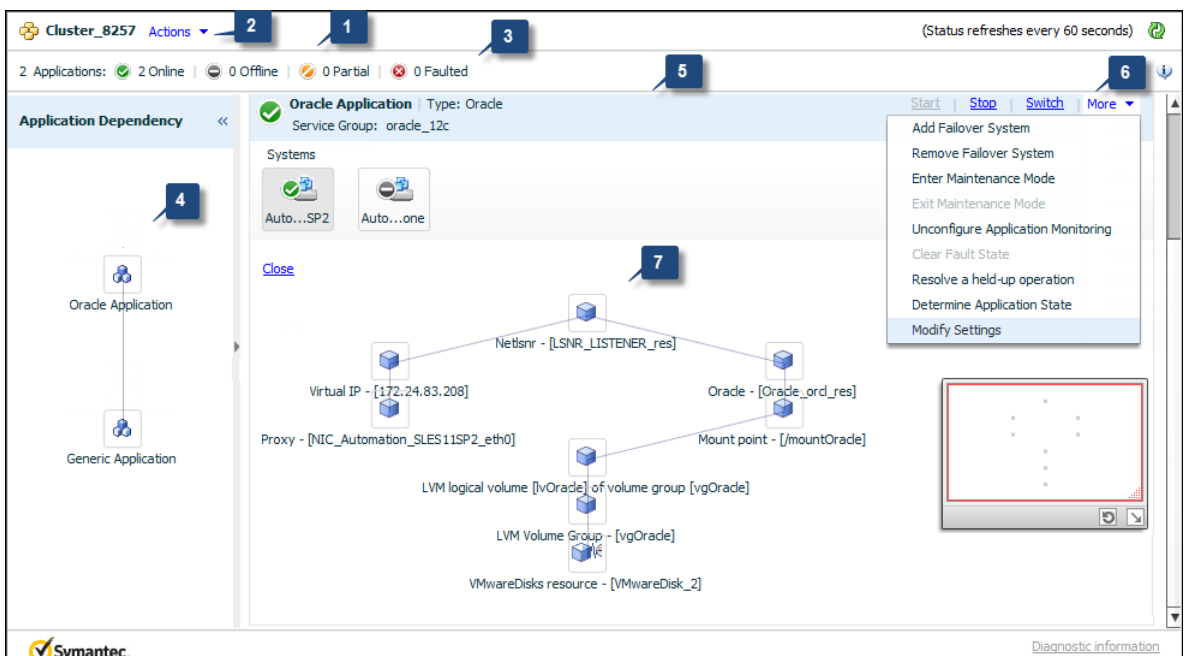 Cluster_8257 Actions 2 1 3 (Status refreshes every 60 seconds)
2 Applications: 2 Online | 0 Offline | 0 Partial | 0 Faulted 5 6
Application Dependency «
Oracle Application | Type: Oracle
Service Group: oracle_12c
Start | Stop | Switch | More
Add Failover System
Remove Failover System
Enter Maintenance Mode
Exit Maintenance Mode
Unconfigure Application Monitoring
Clear Fault State
Resolve a held-up operation
Determine Application State
Modify Settings
Systems
Auto...SP2 Auto...one
4
Oracle Application
Generic Application
Close
7
Netlsnr - [LSNR_LISTENER_res]
Virtual IP - [172.24.83.208]
Oracle - [Oracle_orcl_res]
Proxy - [NIC_Automation_SLES11SP2_eth0]
Mount point - [/mountOracle]
LVM logical volume [lvOracle] of volume group [vgOracle]
LVM Volume Group - [vgOracle]
VMwareDisks resource - [VMwareDisk_2]
Symantec.
Diagnostic information